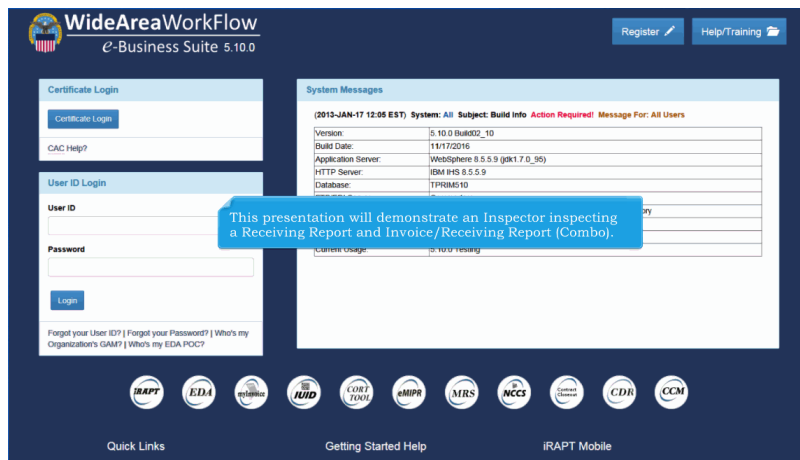 WideAreaWorkFlow
e-Business Suite 5.10.0
Register
Help/Training
Certificate Login
Certificate Login
CAC Help?
User ID Login
User ID
Password
Login
Forgot your User ID? | Forgot your Password? | Who's my
Organization's GAM? | Who's my EDA POC?
System Messages
(2013-JAN-17 12:05 EST) System: All Subject: Build Info Action Required! Message For: All Users
Version: 5.10.0 Build02_10
Build Date: 11/17/2016
Application Server: WebSphere 8.5.5.9 (jdk1.7.0_95)
HTTP Server: IBM IHS 8.5.5.9
Database: TPRIM510
This presentation will demonstrate an Inspector inspecting
a Receiving Report and Invoice/Receiving Report (Combo).
Current Usage: 5.10.0 Testing
iRAPT
EDA
myInvoice
IUID
CORT
TOOL
eMIPR
MRS
NCCS
Contract
Closeout
CDR
CCM
Quick Links
Getting Started Help
iRAPT Mobile